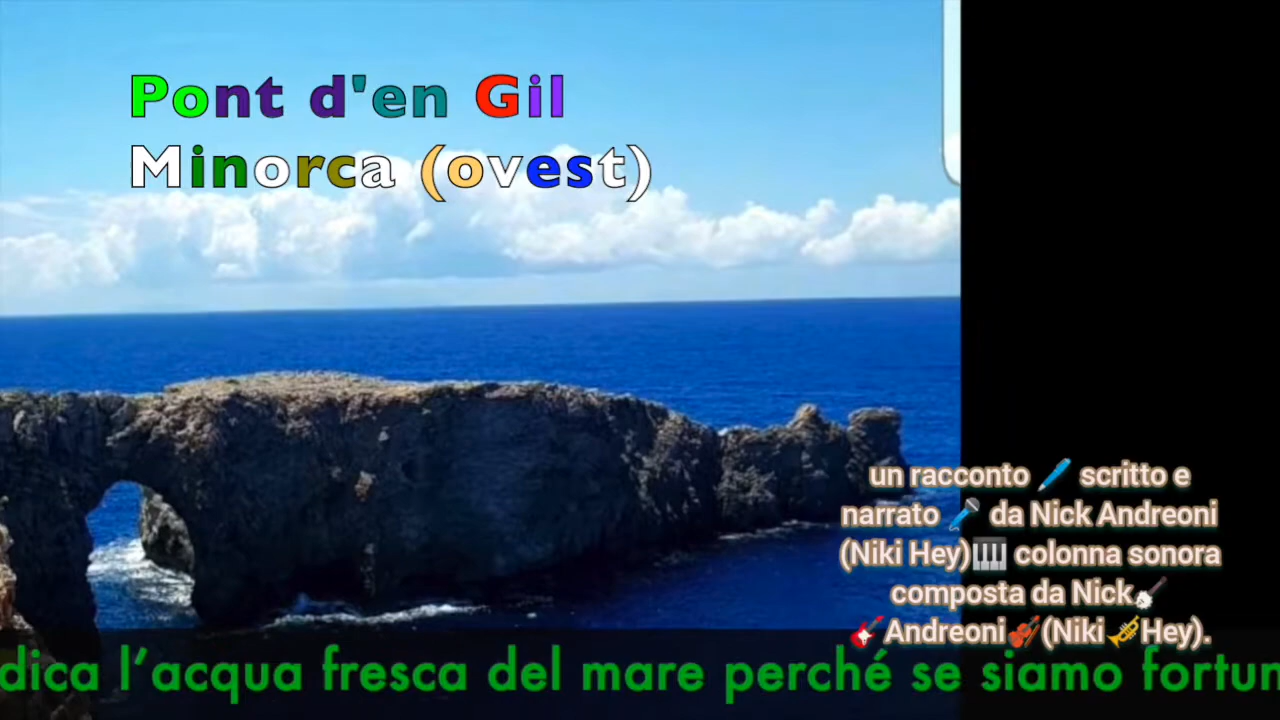 Pont d'en Gil
Minorca (ovest)
un racconto 🖊️ scritto e
narrato 🎤 da Nick Andreoni
(Niki Hey)🎹 colonna sonora
composta da Nick🪕
🎸Andreoni🎻(Niki🎺Hey).
dica l’acqua fresca del mare perché se siamo fortun